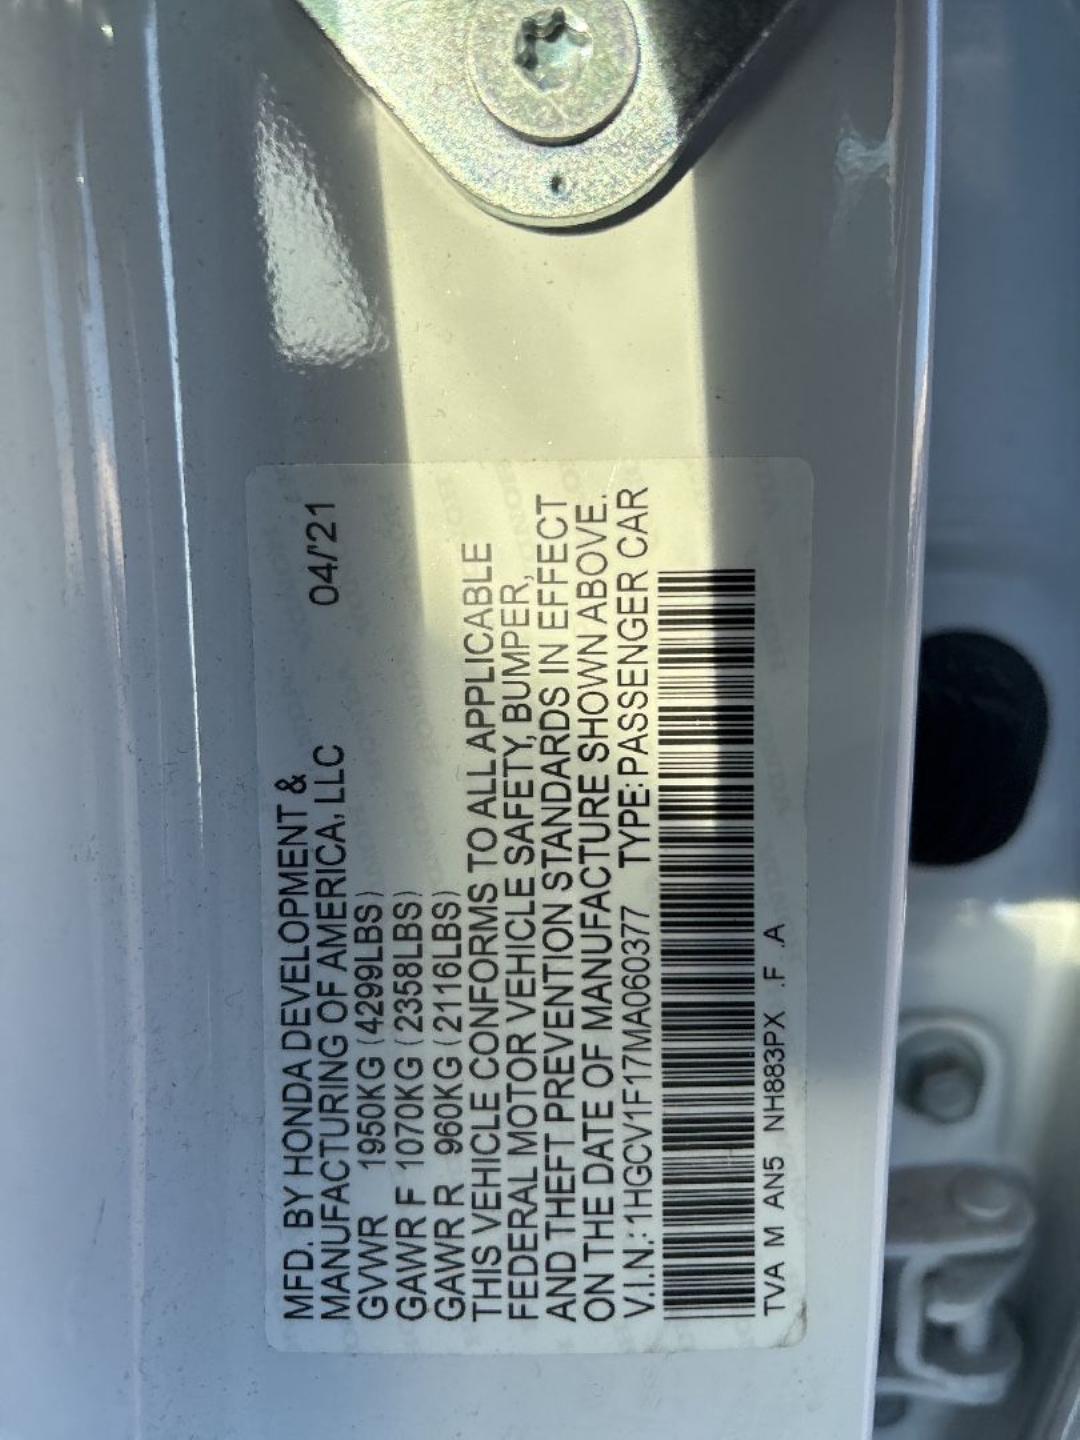 MFD. BY HONDA DEVELOPMENT &
MANUFACTURING OF AMERICA, LLC 04/'21
GVWR 1950KG (4299LBS)
GAWR F 1070KG (2358LBS)
GAWR R 960KG (2116LBS)
THIS VEHICLE CONFORMS TO ALL APPLICABLE
FEDERAL MOTOR VEHICLE SAFETY, BUMPER,
AND THEFT PREVENTION STANDARDS IN EFFECT
ON THE DATE OF MANUFACTURE SHOWN ABOVE.
V.I.N.: 1HGCV1F17MA060377 TYPE: PASSENGER CAR
TVA M AN5 NH883PX .F .A